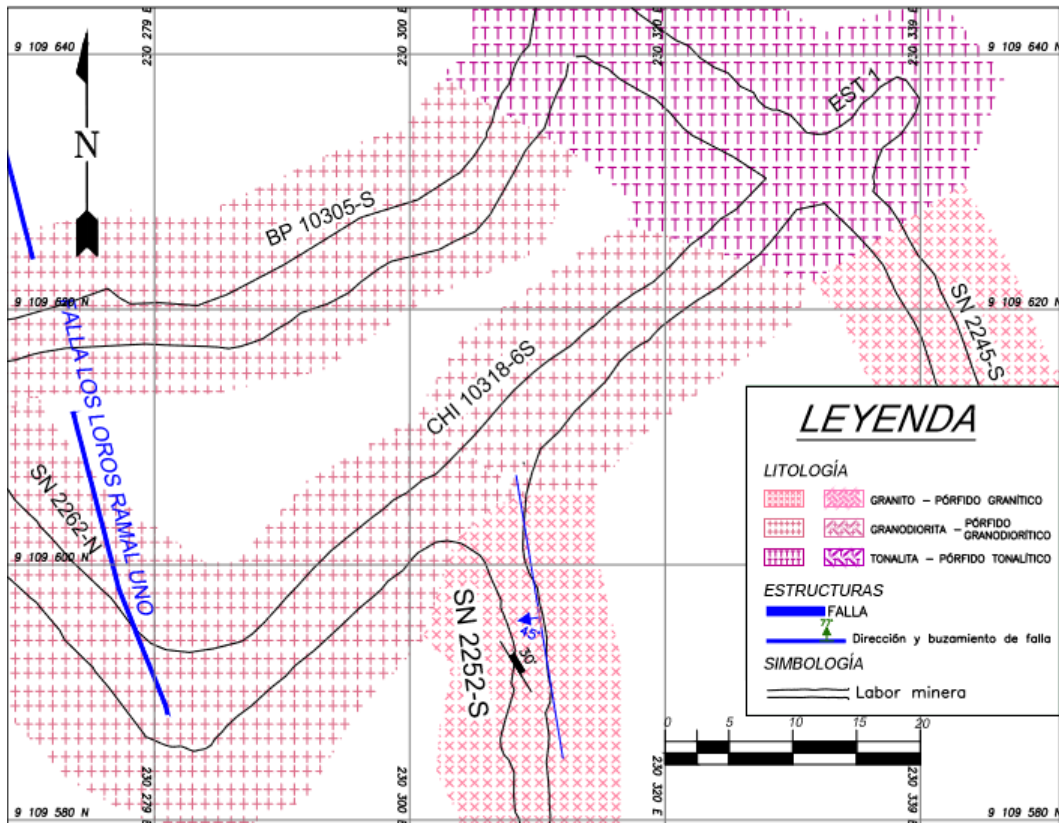 9 109 640 N
230 279 E
230 300 E
230 320 E
230 339 E
9 109 640 N
N
EST 1
BP 10305-S
9 109 620 N
9 109 620 N
SN 2245-S
FALLA LOS LOROS RAMAL UNO
CHI 10318-6S
SN 2262-N
9 109 600 N
SN 2252-S
45°
30°
LEYENDA
LITOLOGÍA
GRANITO – PÓRFIDO GRANÍTICO
GRANODIORITA – PÓRFIDO
GRANODIORÍTICO
TONALITA – PÓRFIDO TONALÍTICO
ESTRUCTURAS
FALLA
77°
Dirección y buzamiento de falla
SIMBOLOGÍA
Labor minera
0 5 10 15 20
230 279 E
230 300 E
230 320 E
230 339 E
9 109 580 N
9 109 580 N